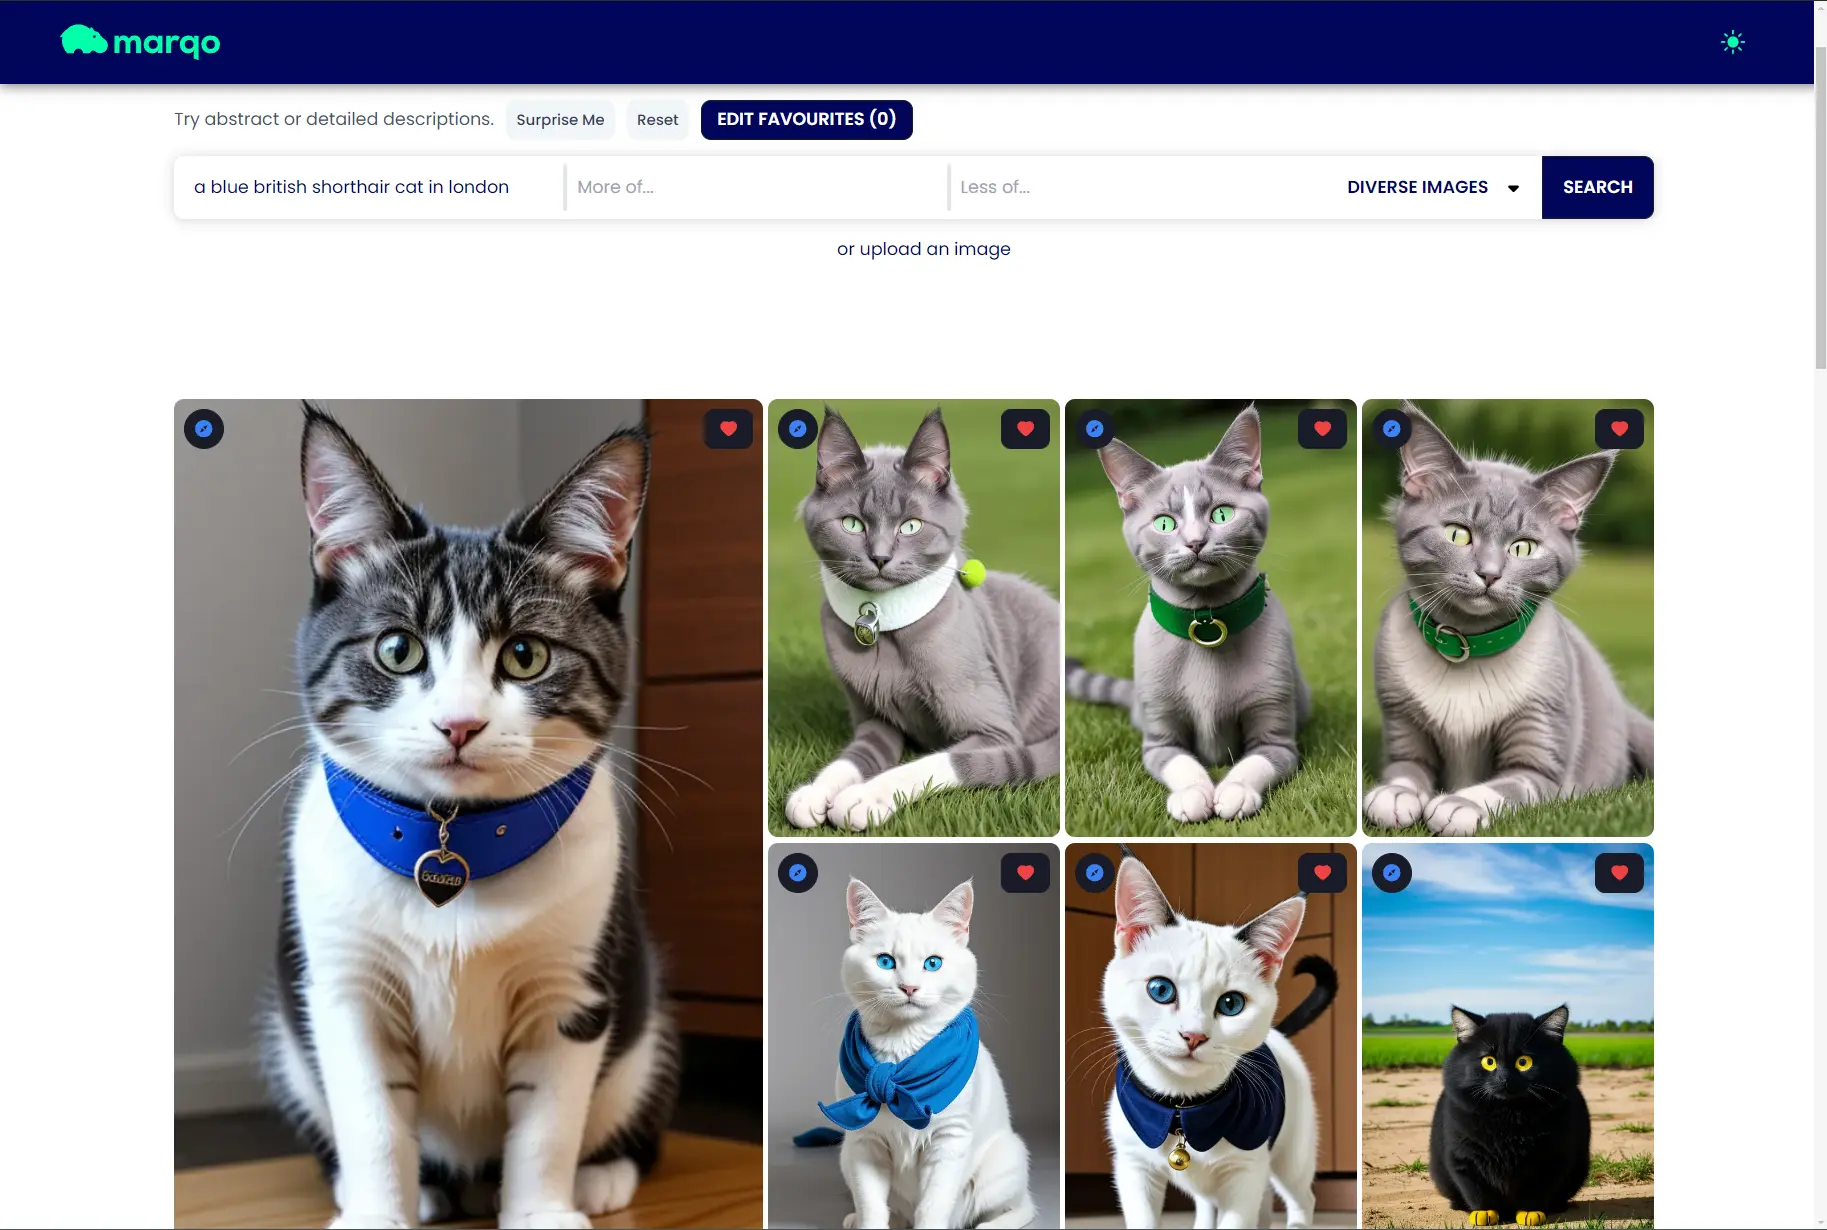 marqo
Try abstract or detailed descriptions. Surprise Me Reset EDIT FAVOURITES (0)
a blue british shorthair cat in london More of... Less of... DIVERSE IMAGES SEARCH
or upload an image